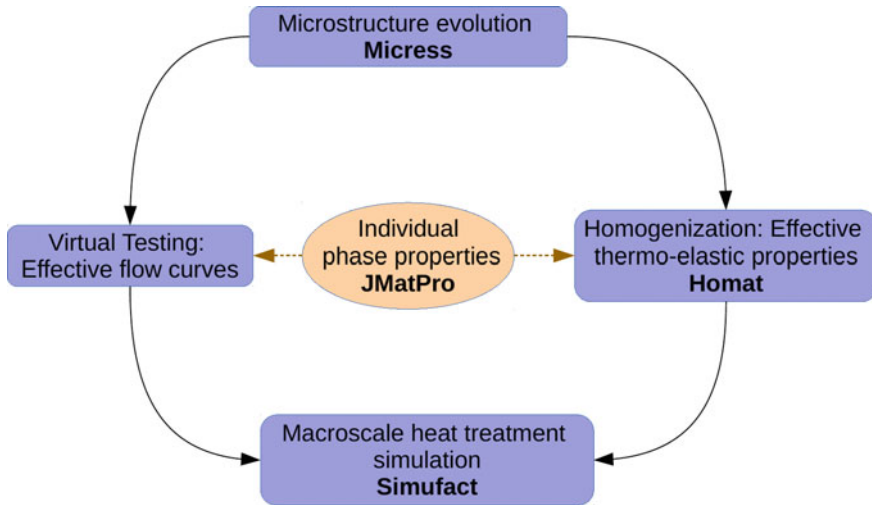 Microstructure evolution
Micress
Virtual Testing:
Effective flow curves
Individual
phase properties
JMatPro
Homogenization: Effective
thermo-elastic properties
Homat
Macroscale heat treatment
simulation
Simufact